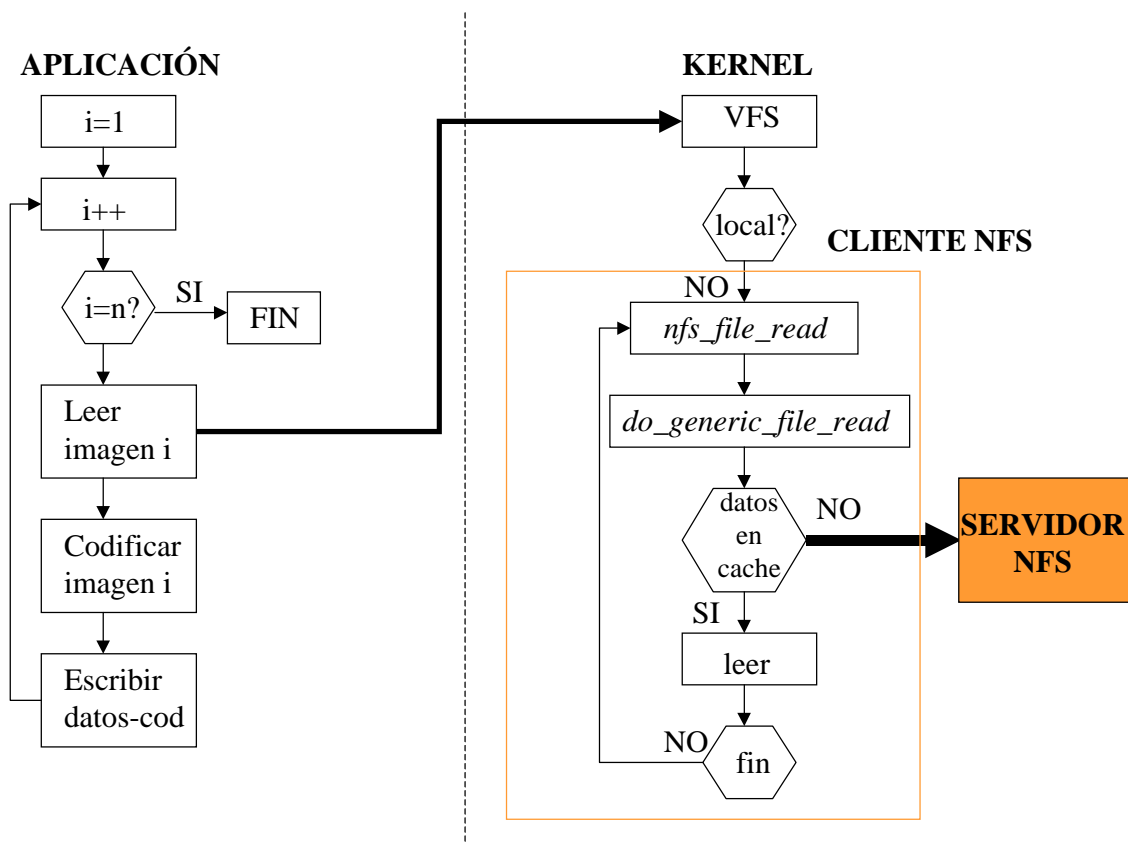 APLICACIÓN
i=1
i++
i=n?
SI
FIN
Leer
imagen i
Codificar
imagen i
Escribir
datos-cod
KERNEL
VFS
local?
CLIENTE NFS
NO
nfs_file_read
do_generic_file_read
datos
en
cache
NO
SERVIDOR
NFS
SI
leer
NO
fin